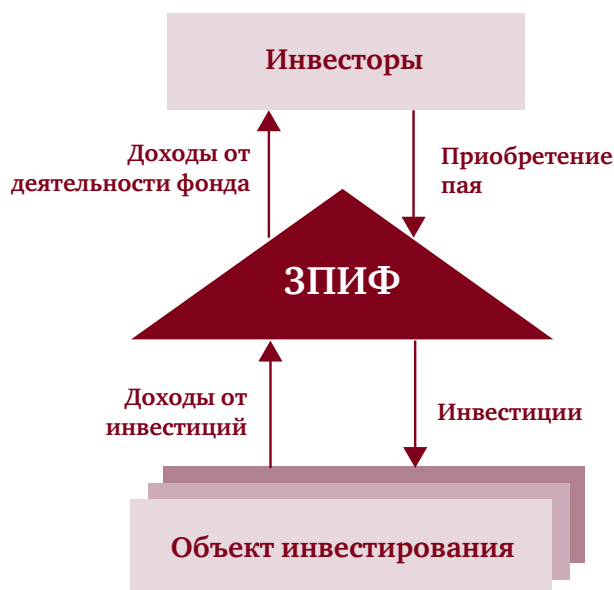 Инвесторы
Доходы от
деятельности фонда
Приобретение
пая
ЗПИФ
Доходы от
инвестиций
Инвестиции
Объект инвестирования